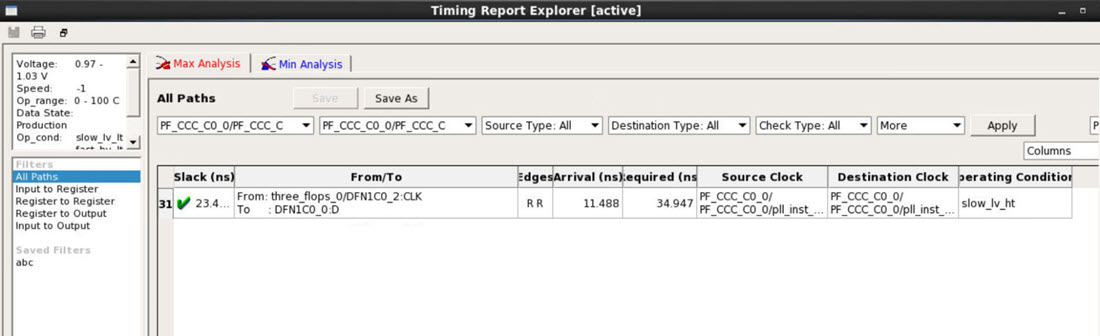 Timing Report Explorer [active]
Voltage: 0.97 -
1.03 V
Speed: -1
Op_range: 0 - 100 C
Data State:
Production
Op_cond: slow_lv_lt
Max Analysis
Min Analysis
All Paths
Save
Save As
PF_CCC_C0_0/PF_CCC_C
PF_CCC_C0_0/PF_CCC_C
Source Type: All
Destination Type: All
Check Type: All
More
Apply
Columns
Filters
All Paths
Input to Register
Register to Register
Register to Output
Input to Output
Saved Filters
abc
Slack (ns)
From/To
Edges
Arrival (ns)
equired (ns
Source Clock
Destination Clock
perating Condition
31
23.4...
From: three_flops_0/DFN1C0_2:CLK
To : DFN1C0_0:D
R R
11.488
34.947
PF_CCC_C0_0/
PF_CCC_C0_0/pll_inst_...
PF_CCC_C0_0/
PF_CCC_C0_0/pll_inst_...
slow_lv_ht